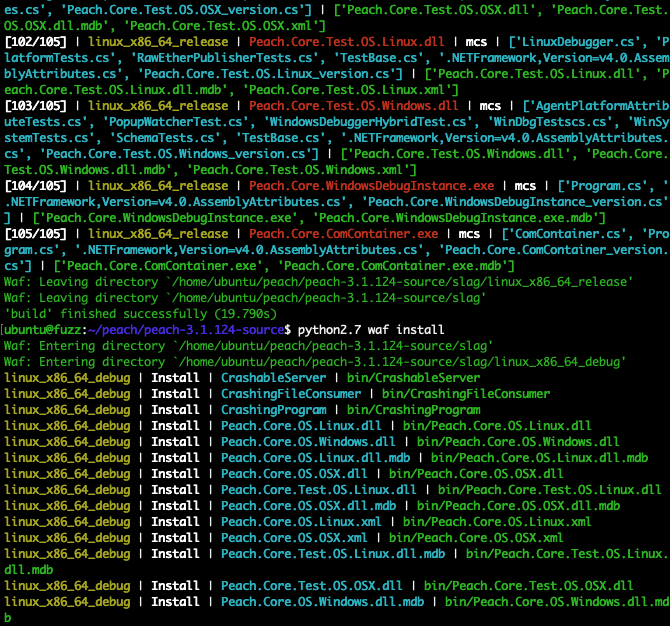 es.cs', 'Peach.Core.Test.OS.OSX_version.cs'] | ['Peach.Core.Test.OS.OSX.dll', 'Peach.Core.Test.
OS.OSX.dll.mdb', 'Peach.Core.Test.OS.OSX.xml']
[102/105] | linux_x86_64_release | Peach.Core.Test.OS.Linux.dll | mcs | ['LinuxDebugger.cs', 'P
latformTests.cs', 'RawEtherPublisherTests.cs', 'TestBase.cs', '.NETFramework,Version=v4.0.Assem
blyAttributes.cs', 'Peach.Core.Test.OS.Linux_version.cs'] | ['Peach.Core.Test.OS.Linux.dll', 'P
each.Core.Test.OS.Linux.dll.mdb', 'Peach.Core.Test.OS.Linux.xml']
[103/105] | linux_x86_64_release | Peach.Core.Test.OS.Windows.dll | mcs | ['AgentPlatformAttrib
uteTests.cs', 'PopupWatcherTest.cs', 'WindowsDebuggerHybridTest.cs', 'WinDbgTestscs.cs', 'WinSy
stemTests.cs', 'SchemaTests.cs', 'TestBase.cs', '.NETFramework,Version=v4.0.AssemblyAttributes.
cs', 'Peach.Core.Test.OS.Windows_version.cs'] | ['Peach.Core.Test.OS.Windows.dll', 'Peach.Core.
Test.OS.Windows.dll.mdb', 'Peach.Core.Test.OS.Windows.xml']
[104/105] | linux_x86_64_release | Peach.Core.WindowsDebugInstance.exe | mcs | ['Program.cs', '
.NETFramework,Version=v4.0.AssemblyAttributes.cs', 'Peach.Core.WindowsDebugInstance_version.cs'
] | ['Peach.Core.WindowsDebugInstance.exe', 'Peach.Core.WindowsDebugInstance.exe.mdb']
[105/105] | linux_x86_64_release | Peach.Core.ComContainer.exe | mcs | ['ComContainer.cs', 'Pro
gram.cs', '.NETFramework,Version=v4.0.AssemblyAttributes.cs', 'Peach.Core.ComContainer_version.
cs'] | ['Peach.Core.ComContainer.exe', 'Peach.Core.ComContainer.exe.mdb']
Waf: Leaving directory `/home/ubuntu/peach/peach-3.1.124-source/slag/linux_x86_64_release'
Waf: Leaving directory `/home/ubuntu/peach/peach-3.1.124-source/slag'
'build' finished successfully (19.790s)
[ubuntu@fuzz:~/peach/peach-3.1.124-source$ python2.7 waf install
Waf: Entering directory `/home/ubuntu/peach/peach-3.1.124-source/slag'
Waf: Entering directory `/home/ubuntu/peach/peach-3.1.124-source/slag/linux_x86_64_debug'
linux_x86_64_debug | Install | CrashableServer | bin/CrashableServer
linux_x86_64_debug | Install | CrashingFileConsumer | bin/CrashingFileConsumer
linux_x86_64_debug | Install | CrashingProgram | bin/CrashingProgram
linux_x86_64_debug | Install | Peach.Core.OS.Linux.dll | bin/Peach.Core.OS.Linux.dll
linux_x86_64_debug | Install | Peach.Core.OS.Windows.dll | bin/Peach.Core.OS.Windows.dll
linux_x86_64_debug | Install | Peach.Core.OS.Linux.dll.mdb | bin/Peach.Core.OS.Linux.dll.mdb
linux_x86_64_debug | Install | Peach.Core.OS.OSX.dll | bin/Peach.Core.OS.OSX.dll
linux_x86_64_debug | Install | Peach.Core.Test.OS.Linux.dll | bin/Peach.Core.Test.OS.Linux.dll
linux_x86_64_debug | Install | Peach.Core.OS.OSX.dll.mdb | bin/Peach.Core.OS.OSX.dll.mdb
linux_x86_64_debug | Install | Peach.Core.OS.Linux.xml | bin/Peach.Core.OS.Linux.xml
linux_x86_64_debug | Install | Peach.Core.OS.OSX.xml | bin/Peach.Core.OS.OSX.xml
linux_x86_64_debug | Install | Peach.Core.Test.OS.Linux.dll.mdb | bin/Peach.Core.Test.OS.Linux.
dll.mdb
linux_x86_64_debug | Install | Peach.Core.Test.OS.OSX.dll | bin/Peach.Core.Test.OS.OSX.dll
linux_x86_64_debug | Install | Peach.Core.OS.Windows.dll.mdb | bin/Peach.Core.OS.Windows.dll.md
b